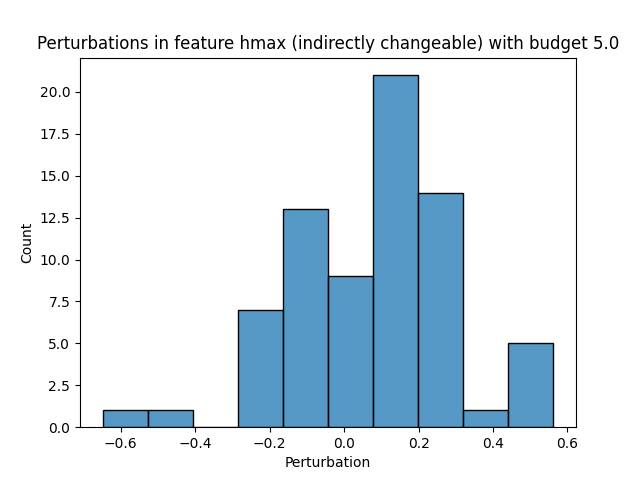 Perturbations in feature hmax (indirectly changeable) with budget 5.0
20.0
17.5
15.0
12.5
10.0
7.5
5.0
2.5
0.0
Count
−0.6 −0.4 −0.2 0.0 0.2 0.4 0.6
Perturbation